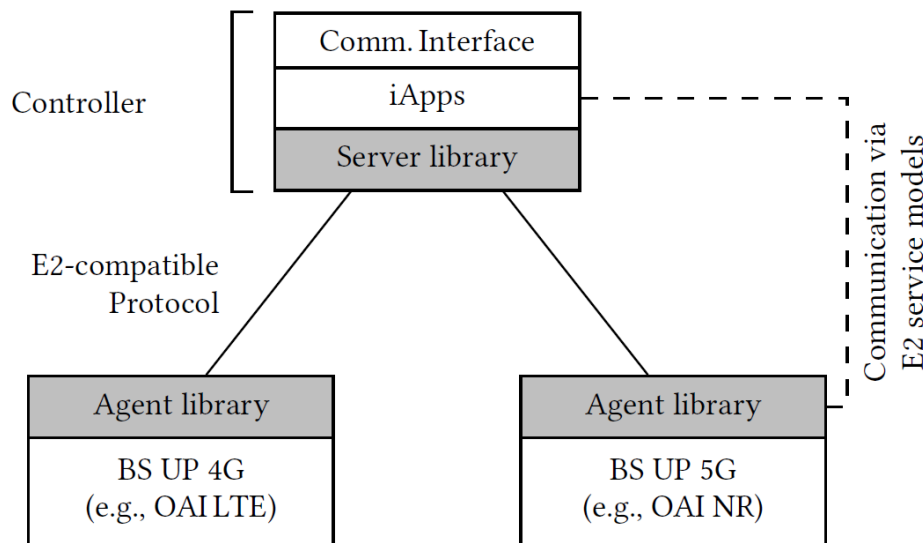 Comm. Interface
Controller
iApps
Server library
E2-compatible
Protocol
Communication via
E2 service models
Agent library
BS UP 4G
(e.g., OAI LTE)
Agent library
BS UP 5G
(e.g., OAI NR)